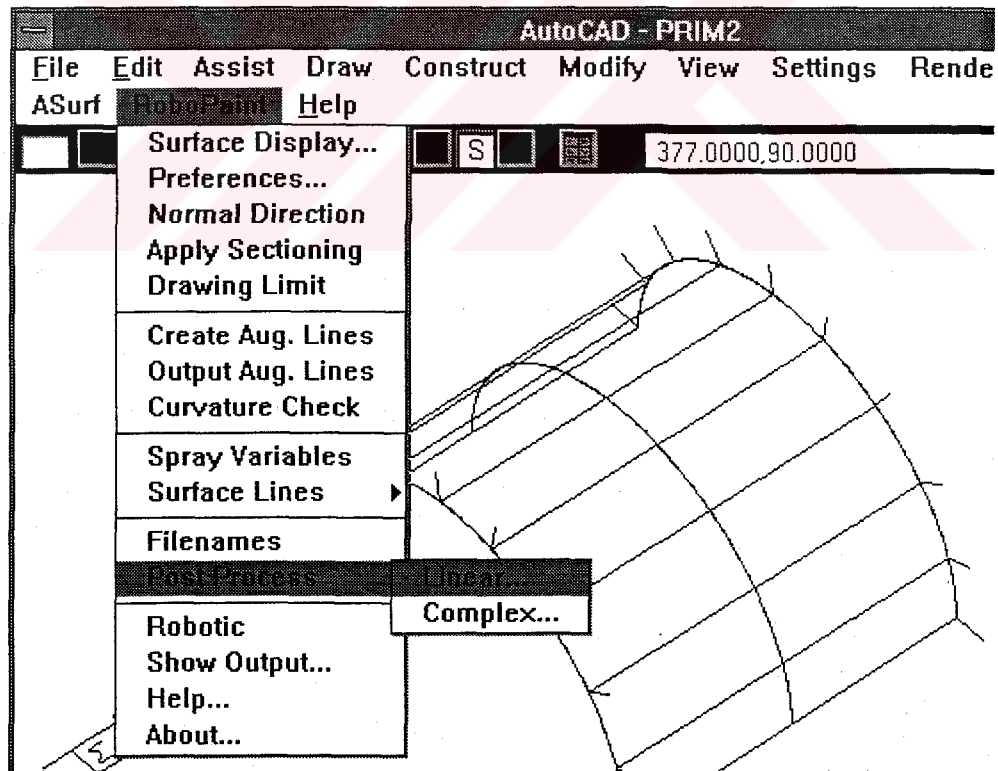 AutoCAD - PRIM2
File Edit Assist Draw Construct Modify View Settings Rende
ASurf RoboPaint Help
S 377.0000,90.0000
Surface Display...
Preferences...
Normal Direction
Apply Sectioning
Drawing Limit
Create Aug. Lines
Output Aug. Lines
Curvature Check
Spray Variables
Surface Lines
Filenames
Post Process Linear...
Complex...
Robotic
Show Output...
Help...
About...